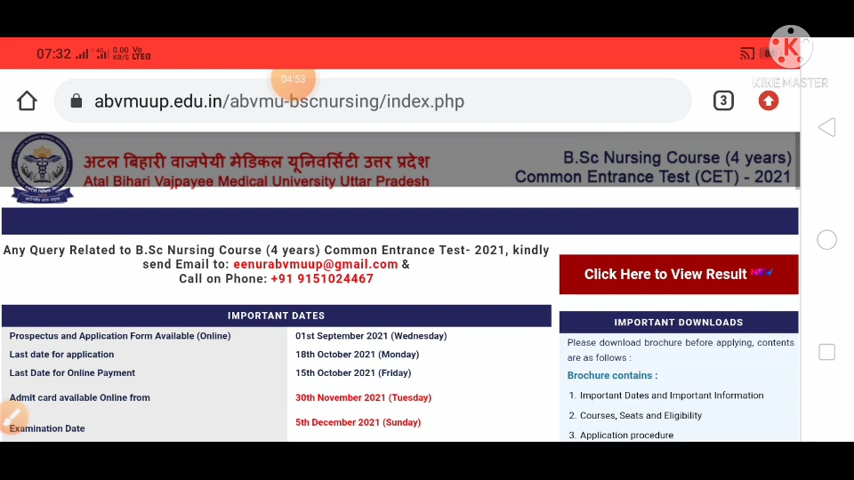 07:32
4G
0.00 KB/S
Vo LTE
04:53
K
KINEMASTER
abvmuup.edu.in/abvmu-bscnursing/index.php
3
अटल बिहारी वाजपेयी मेडिकल यूनिवर्सिटी उत्तर प्रदेश
Atal Bihari Vajpayee Medical University Uttar Pradesh
B.Sc Nursing Course (4 years)
Common Entrance Test (CET) - 2021
Any Query Related to B.Sc Nursing Course (4 years) Common Entrance Test- 2021, kindly
send Email to: eenurabvmuup@gmail.com &
Call on Phone: +91 9151024467
Click Here to View Result
IMPORTANT DATES
Prospectus and Application Form Available (Online) 01st September 2021 (Wednesday)
Last date for application 18th October 2021 (Monday)
Last Date for Online Payment 15th October 2021 (Friday)
Admit card available Online from 30th November 2021 (Tuesday)
Examination Date 5th December 2021 (Sunday)
IMPORTANT DOWNLOADS
Please download brochure before applying, contents
are as follows :
Brochure contains :
1. Important Dates and Important Information
2. Courses, Seats and Eligibility
3. Application procedure